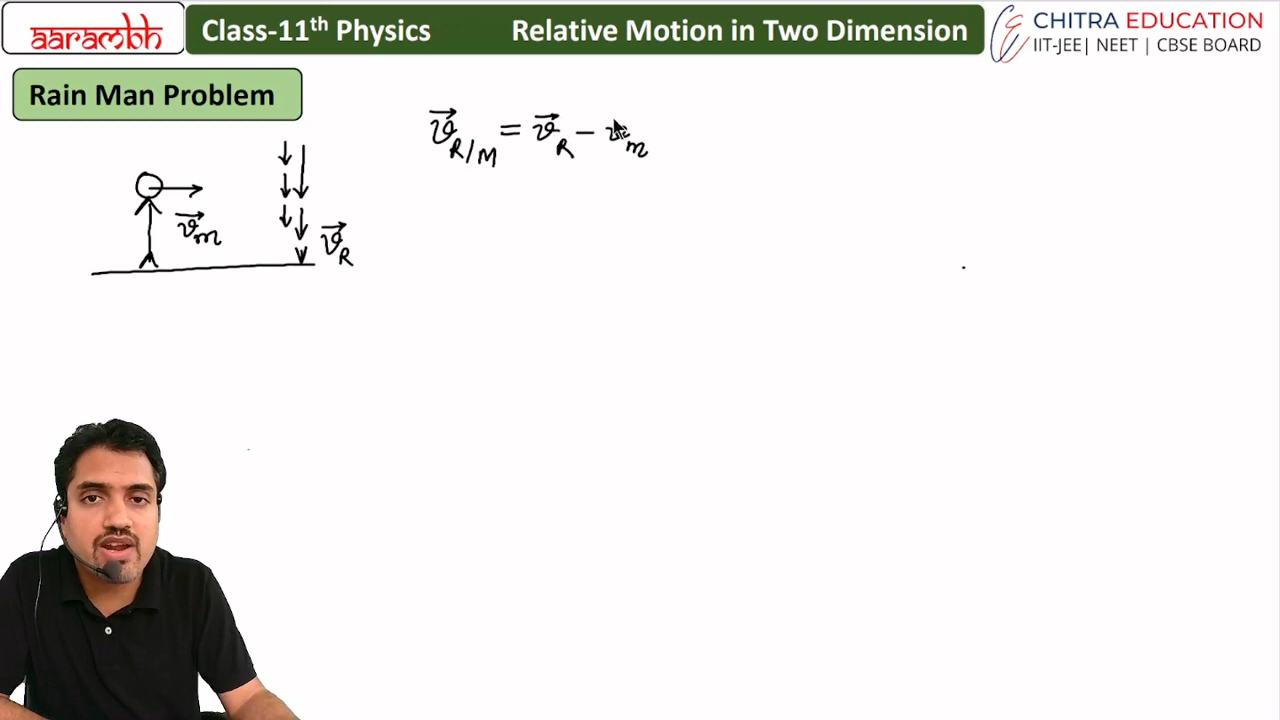 aarambh
Class-11th Physics Relative Motion in Two Dimension
CHITRA EDUCATION
IIT-JEE| NEET | CBSE BOARD
Rain Man Problem
v⃗R/M = v⃗R − vm
v⃗m
v⃗R